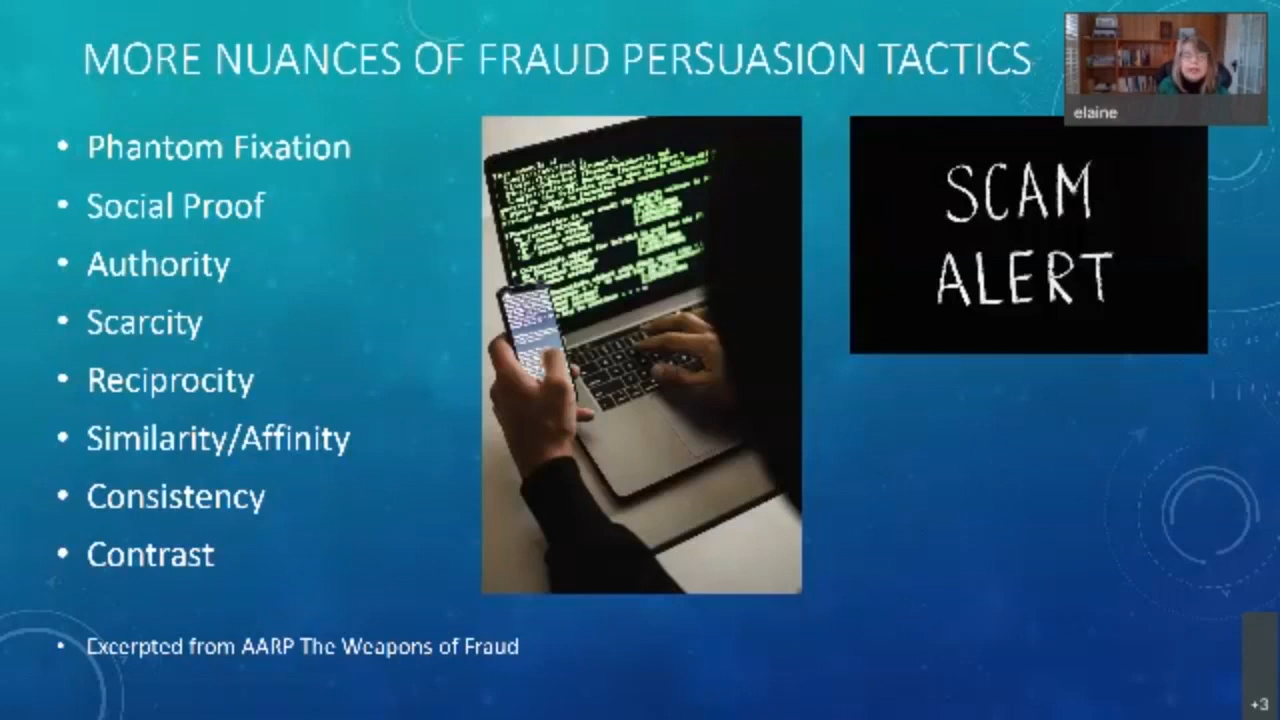 MORE NUANCES OF FRAUD PERSUASION TACTICS
elaine
• Phantom Fixation
• Social Proof
• Authority
• Scarcity
• Reciprocity
• Similarity/Affinity
• Consistency
• Contrast
• Excerpted from AARP The Weapons of Fraud
SCAM
ALERT
+3